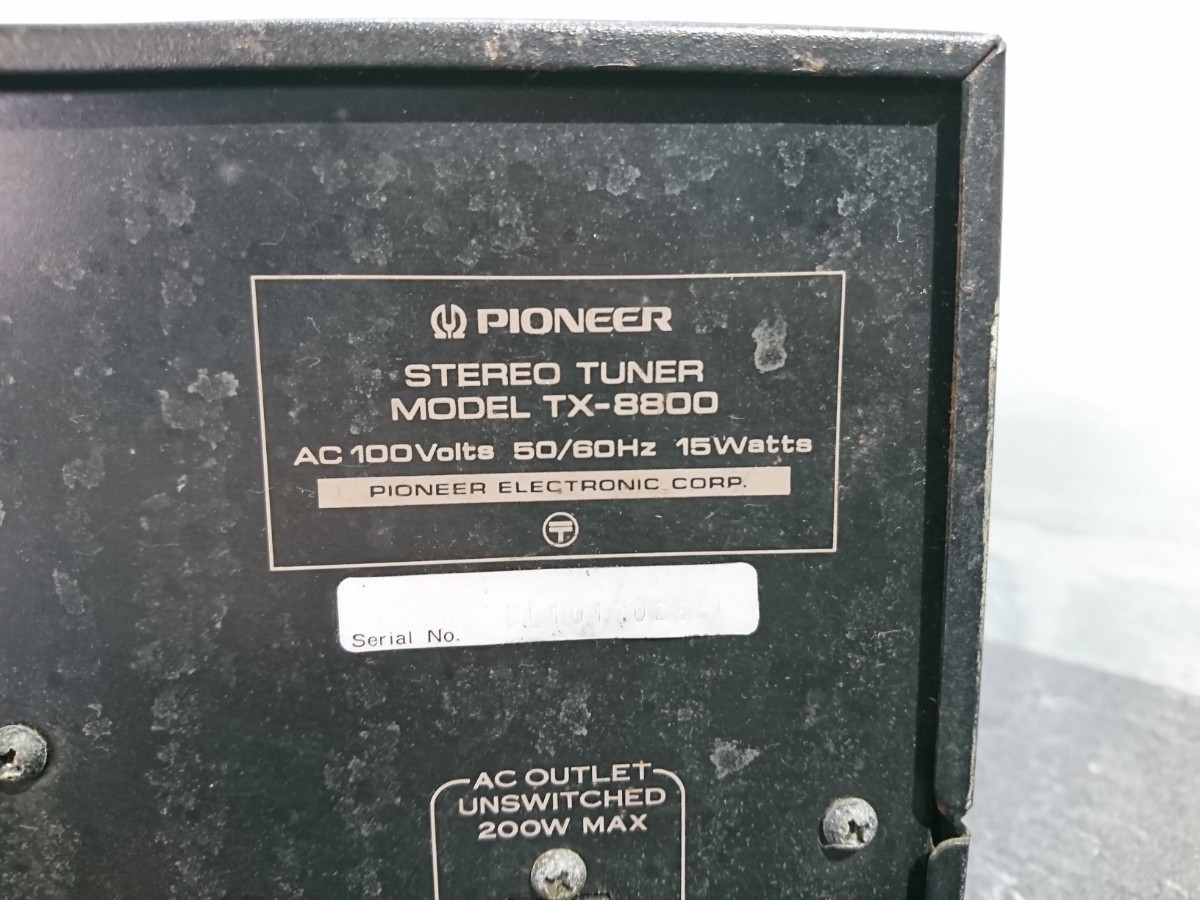 PIONEER
STEREO TUNER
MODEL TX-8800
AC 100Volts 50/60Hz 15Watts
PIONEER ELECTRONIC CORP.
Serial No.
AC OUTLET
UNSWITCHED
200W MAX